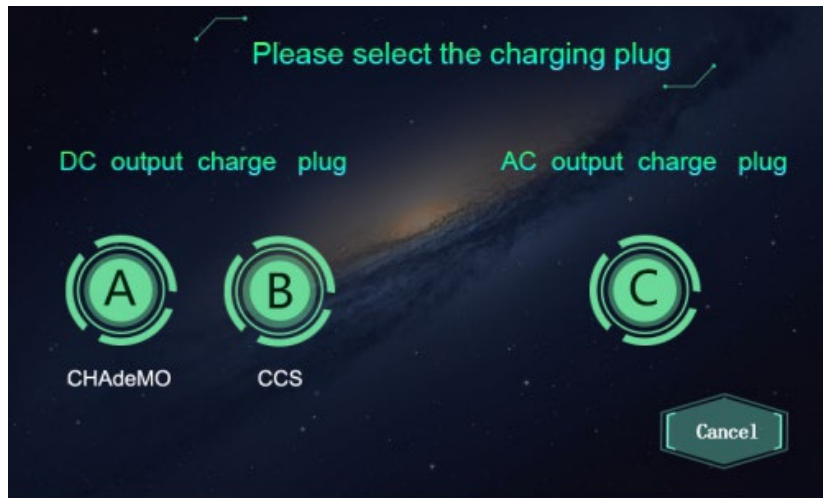 Please select the charging plug
DC output charge plug
AC output charge plug
A
B
C
CHAdeMO
CCS
Cancel